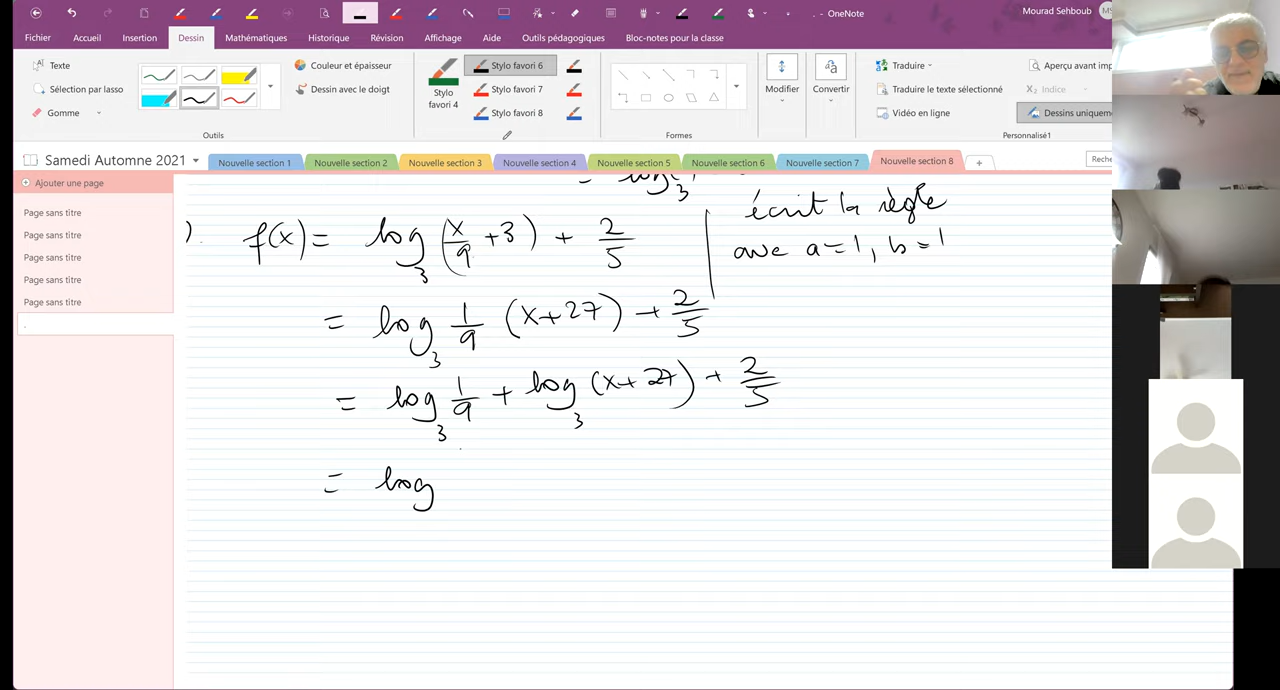 - OneNote
Mourad Sehboub
MS
Fichier Accueil Insertion Dessin Mathématiques Historique Révision Affichage Aide Outils pédagogiques Bloc-notes pour la classe
Texte
Sélection par lasso
Gomme
Outils
Couleur et épaisseur
Dessin avec le doigt
Stylo favori 4
Stylo favori 6
Stylo favori 7
Stylo favori 8
Formes
Modifier
Convertir
Traduire
Traduire le texte sélectionné
Vidéo en ligne
Aperçu avant imp
Indice
Dessins uniqueme
Personnalisé1
Samedi Automne 2021
Nouvelle section 1 Nouvelle section 2 Nouvelle section 3 Nouvelle section 4 Nouvelle section 5 Nouvelle section 6 Nouvelle section 7 Nouvelle section 8 +
Reche
Ajouter une page
Page sans titre
Page sans titre
Page sans titre
Page sans titre
Page sans titre
écrit la règle
avec a=1, b=1
). f(x) = log₃(x/9 + 3) + 2/5
= log₃ 1/9 (x+27) + 2/5
= log₃ 1/9 + log₃ (x+27) + 2/5
= log